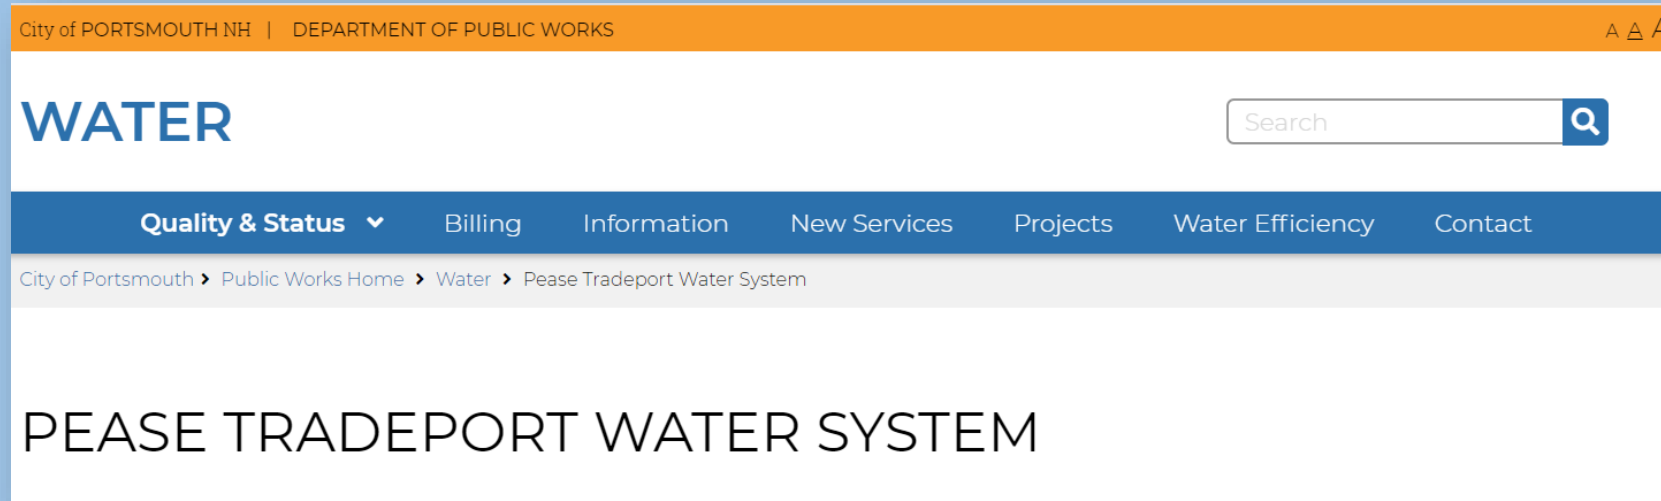 City of PORTSMOUTH NH | DEPARTMENT OF PUBLIC WORKS
A A A
WATER
Search
Quality & Status Billing Information New Services Projects Water Efficiency Contact
City of Portsmouth > Public Works Home > Water > Pease Tradeport Water System
PEASE TRADEPORT WATER SYSTEM